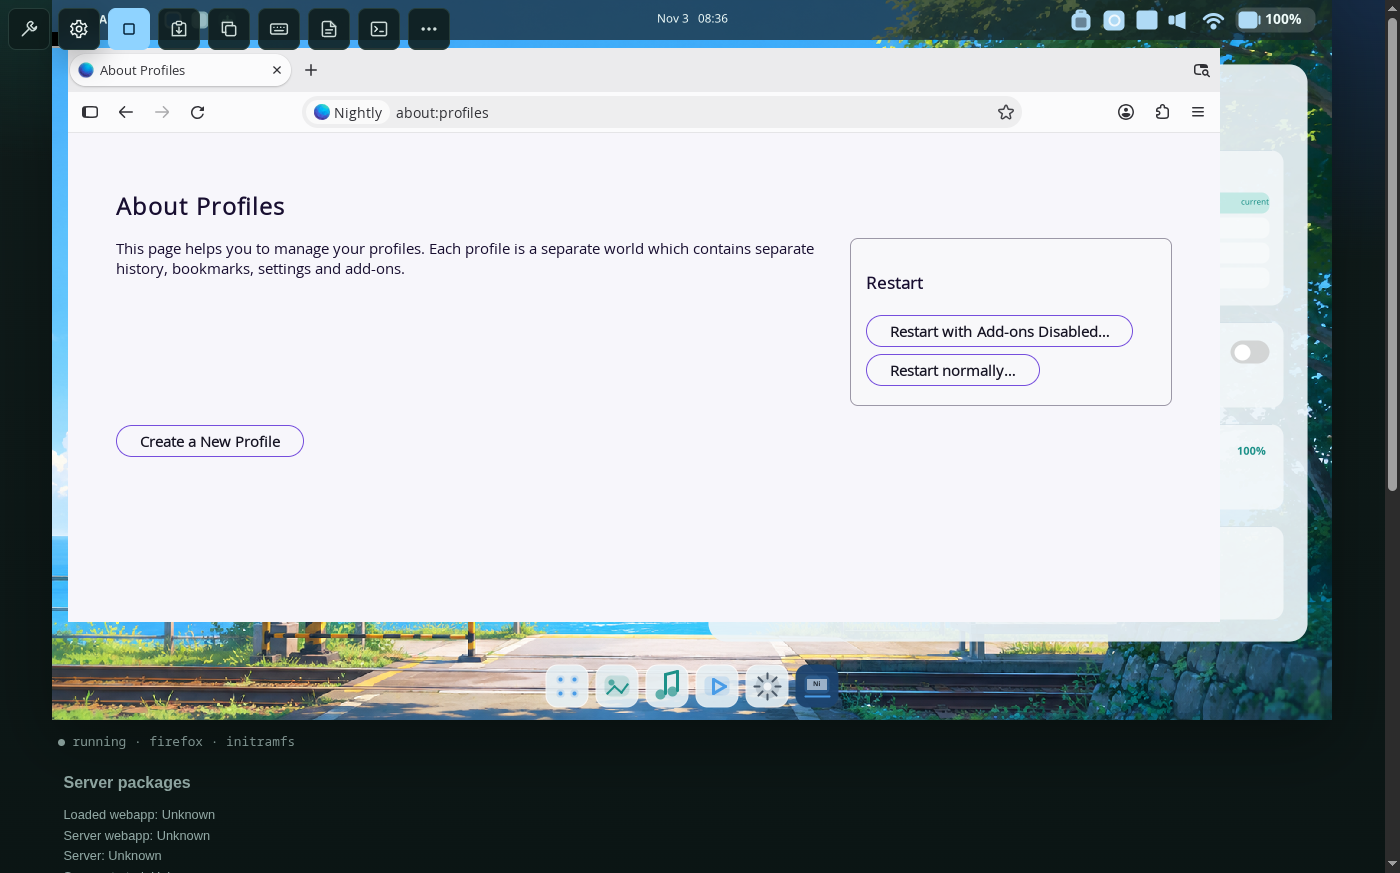 Nov 3 08:36
100%
About Profiles
Nightly
about:profiles
About Profiles
This page helps you to manage your profiles. Each profile is a separate world which contains separate
history, bookmarks, settings and add-ons.
Restart
Restart with Add-ons Disabled…
Restart normally…
Create a New Profile
current
100%
Ni
● running · firefox · initramfs
Server packages
Loaded webapp: Unknown
Server webapp: Unknown
Server: Unknown